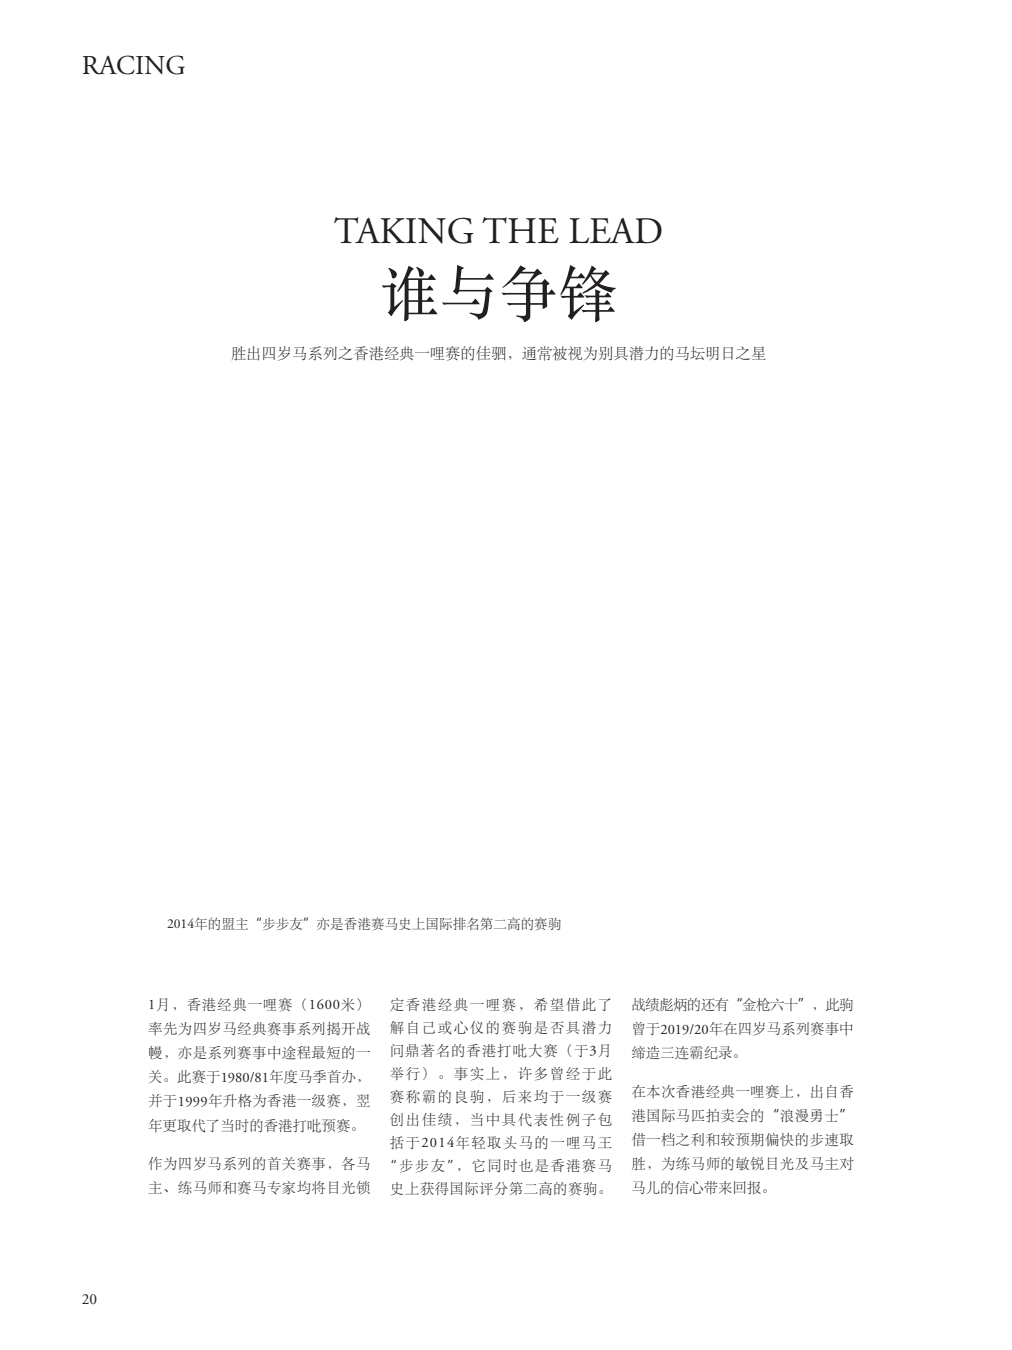 RACING
TAKING THE LEAD
谁与争锋
胜出四岁马系列之香港经典一哩赛的佳驷，通常被视为别具潜力的马坛明日之星
2014年的盟主“步步友”亦是香港赛马史上国际排名第二高的赛驹
1月，香港经典一哩赛（1600米）
率先为四岁马经典赛事系列揭开战
幔，亦是系列赛事中途程最短的一
关。此赛于1980/81年度马季首办，
并于1999年升格为香港一级赛，翌
年更取代了当时的香港打吡预赛。
作为四岁马系列的首关赛事，各马
主、练马师和赛马专家均将目光锁
定香港经典一哩赛，希望借此了
解自己或心仪的赛驹是否具潜力
问鼎著名的香港打吡大赛（于3月
举行）。事实上，许多曾经于此
赛称霸的良驹，后来均于一级赛
创出佳绩，当中具代表性例子包
括于2014年轻取头马的一哩马王
“步步友”，它同时也是香港赛马
史上获得国际评分第二高的赛驹。
战绩彪炳的还有“金枪六十”，此驹
曾于2019/20年在四岁马系列赛事中
缔造三连霸纪录。
在本次香港经典一哩赛上，出自香
港国际马匹拍卖会的“浪漫勇士”
借一档之利和较预期偏快的步速取
胜，为练马师的敏锐目光及马主对
马儿的信心带来回报。
20